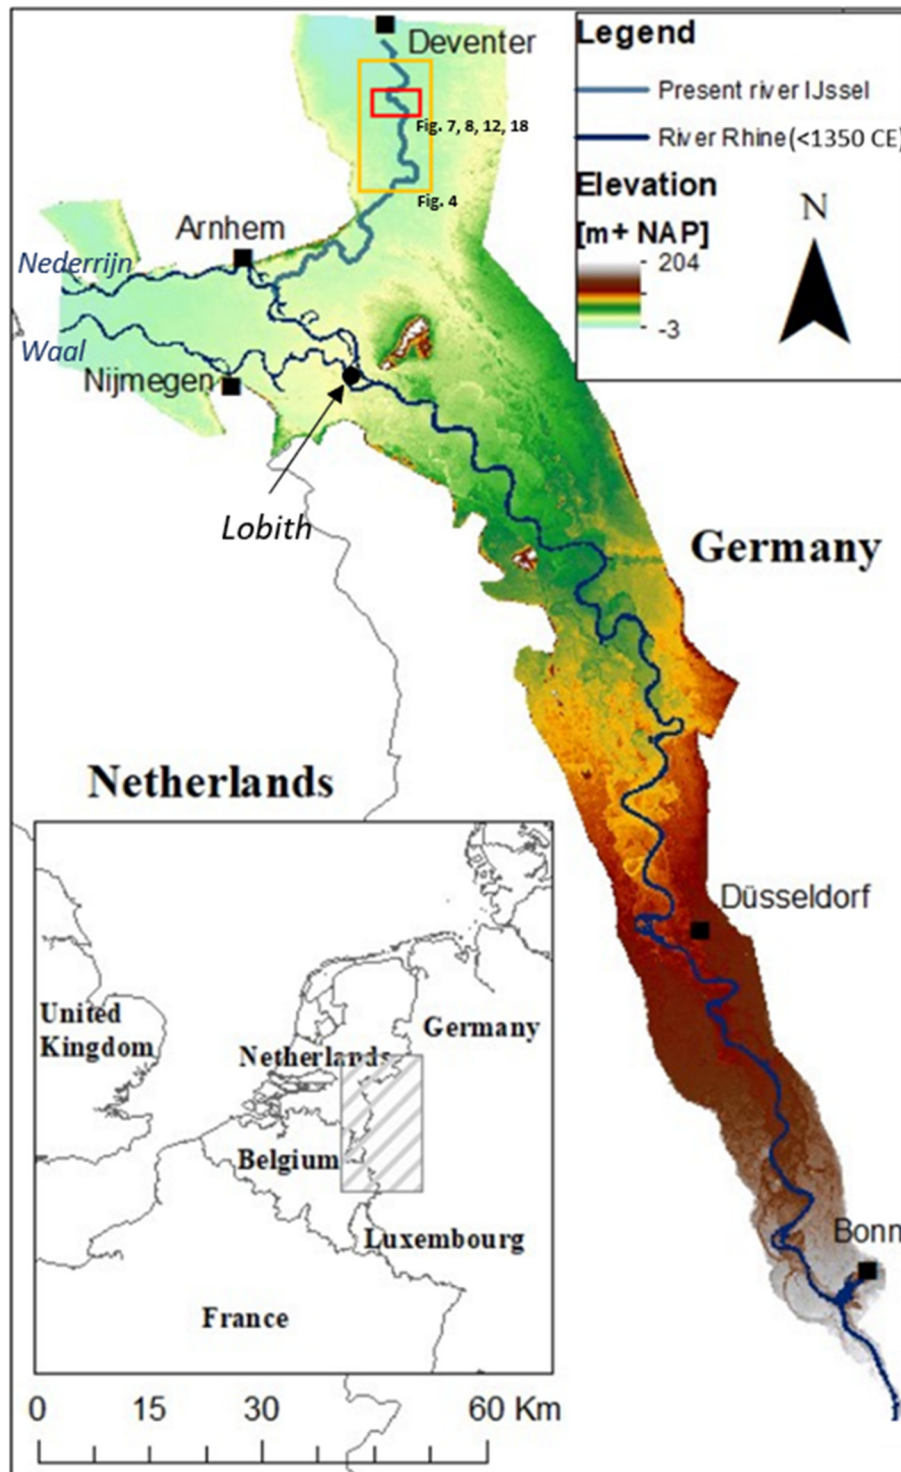 Deventer
Legend
Present river IJssel
River Rhine(<1350 CE)
Fig. 7, 8, 12, 18
Elevation
[m+ NAP]
204
-3
N
Fig. 4
Arnhem
Nederrijn
Waal
Nijmegen
Lobith
Germany
Netherlands
Düsseldorf
United
Kingdom
Germany
Netherlands
Belgium
Luxembourg
France
Bonn
0 15 30 60 Km